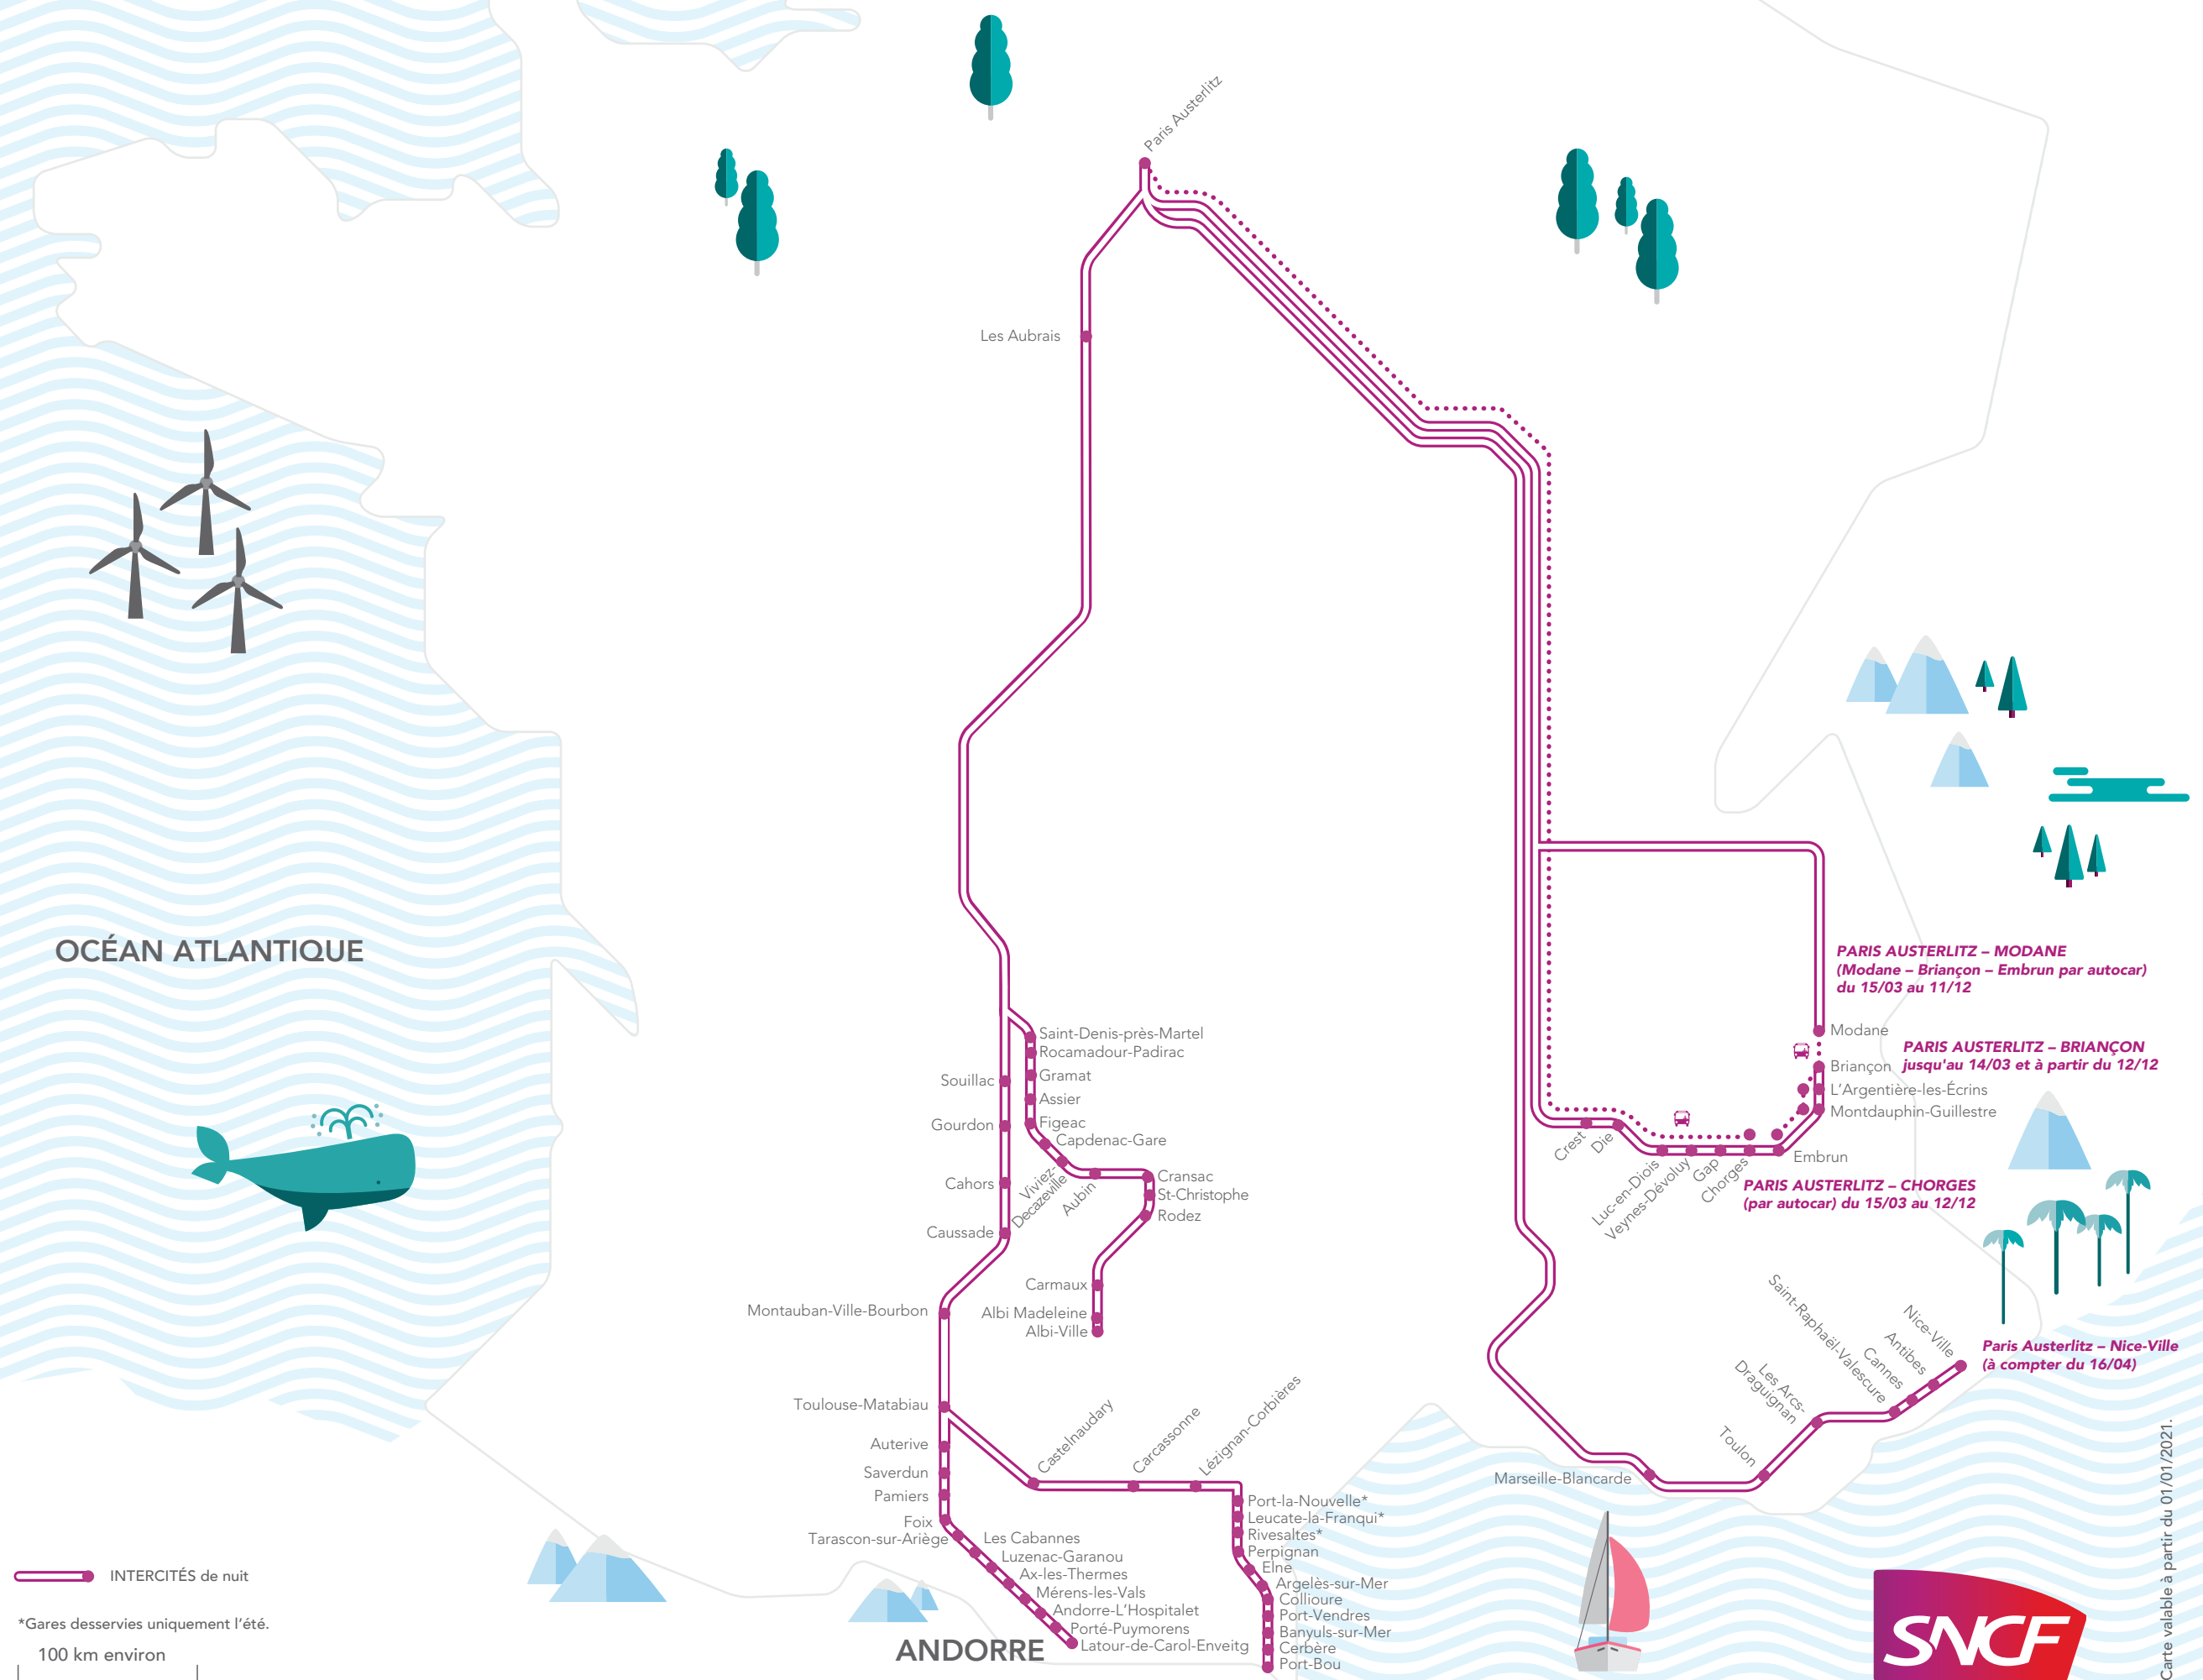 Paris Austerlitz
Les Aubrais
OCÉAN ATLANTIQUE
PARIS AUSTERLITZ – MODANE
(Modane – Briançon – Embrun par autocar)
du 15/03 au 11/12
Modane
PARIS AUSTERLITZ – BRIANÇON
jusqu'au 14/03 et à partir du 12/12
Briançon
L'Argentière-les-Écrins
Montdauphin-Guillestre
Embrun
Crest
Die
Luc-en-Diois
Veynes-Dévoluy
Gap
Chorges
PARIS AUSTERLITZ – CHORGES
(par autocar) du 15/03 au 12/12
Saint-Denis-près-Martel
Rocamadour-Padirac
Souillac
Gramat
Assier
Gourdon
Figeac
Capdenac-Gare
Viviez-
Decazeville
Aubin
Cransac
St-Christophe
Rodez
Cahors
Caussade
Carmaux
Albi Madeleine
Albi-Ville
Montauban-Ville-Bourbon
Toulouse-Matabiau
Auterive
Saverdun
Pamiers
Foix
Tarascon-sur-Ariège
Les Cabannes
Luzenac-Garanou
Ax-les-Thermes
Mérens-les-Vals
Andorre-L'Hospitalet
Porté-Puymorens
Latour-de-Carol-Enveitg
ANDORRE
Castelnaudary
Carcassonne
Lézignan-Corbières
Port-la-Nouvelle*
Leucate-la-Franqui*
Rivesaltes*
Perpignan
Elne
Argelès-sur-Mer
Collioure
Port-Vendres
Banyuls-sur-Mer
Cerbère
Port-Bou
Marseille-Blancarde
Toulon
Les Arcs-
Draguignan
Saint-Raphaël-Valescure
Cannes
Antibes
Nice-Ville
Paris Austerlitz – Nice-Ville
(à compter du 16/04)
INTERCITÉS de nuit
*Gares desservies uniquement l'été.
100 km environ
SNCF
Carte valable à partir du 01/01/2021.